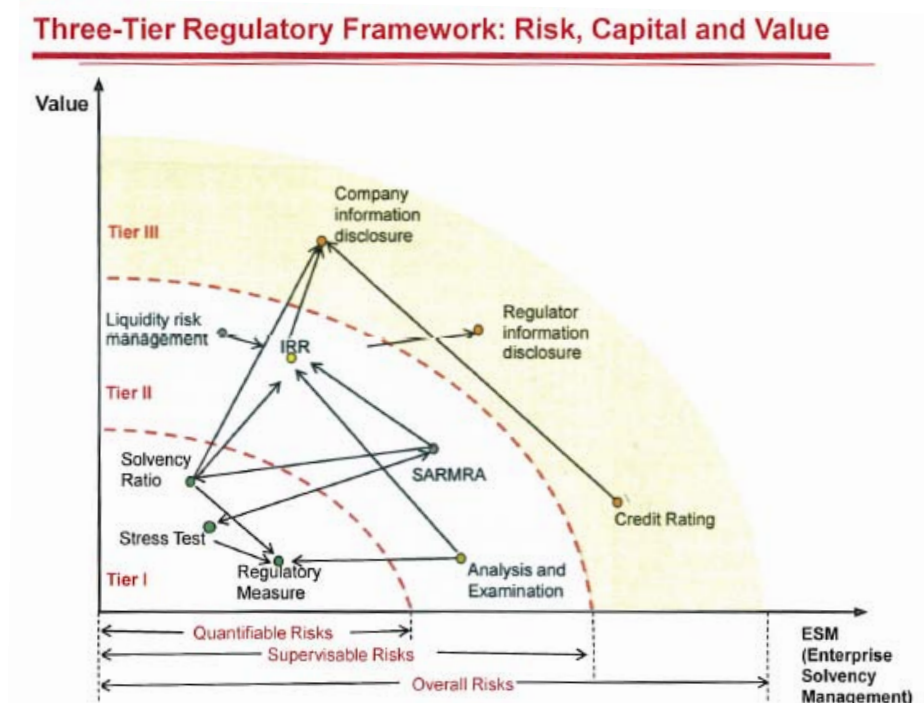 Three-Tier Regulatory Framework: Risk, Capital and Value
Value
Company
information
disclosure
Tier III
Liquidity risk
management
Regulator
information
disclosure
IRR
Tier II
Solvency
Ratio
SARMRA
Credit Rating
Stress Test
Tier I
Regulatory
Measure
Analysis and
Examination
Quantifiable Risks
Supervisable Risks
Overall Risks
ESM
(Enterprise
Solvency
Management)